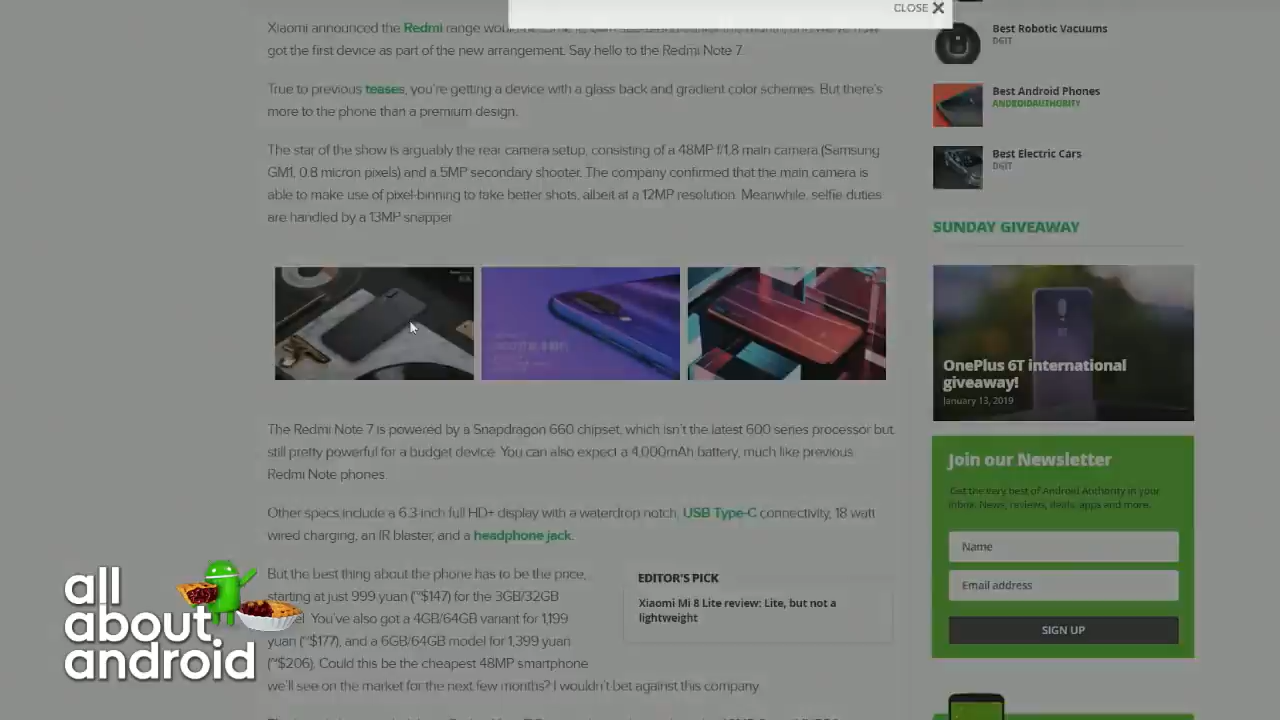 CLOSE
Xiaomi announced the Redmi range
got the first device as part of the new arrangement. Say hello to the Redmi Note 7.
True to previous teases, you're getting a device with a glass back and gradient color schemes. But there's
more to the phone than a premium design.
The star of the show is arguably the rear camera setup, consisting of a 48MP f/1.8 main camera (Samsung
GM1, 0.8 micron pixels) and a 5MP secondary shooter. The company confirmed that the main camera is
able to make use of pixel-binning to take better shots, albeit at a 12MP resolution. Meanwhile, selfie duties
are handled by a 13MP snapper.
The Redmi Note 7 is powered by a Snapdragon 660 chipset, which isn't the latest 600 series processor but
still pretty powerful for a budget device. You can also expect a 4,000mAh battery, much like previous
Redmi Note phones.
Other specs include a 6.3 inch full HD+ display with a waterdrop notch, USB Type-C connectivity, 18 watt
wired charging, an IR blaster, and a headphone jack.
But the best thing about the phone has to be the price,
starting at just 999 yuan (~$147) for the 3GB/32GB
You've also got a 4GB/64GB variant for 1,199
yuan (~$177), and a 6GB/64GB model for 1,399 yuan
(~$206). Could this be the cheapest 48MP smartphone
we'll see on the market for the next few months? I wouldn't bet against this company.
EDITOR'S PICK
Xiaomi Mi 8 Lite review: Lite, but not a
lightweight
Best Robotic Vacuums
DGIT
Best Android Phones
ANDROIDAUTHORITY
Best Electric Cars
DGIT
SUNDAY GIVEAWAY
OnePlus 6T international
giveaway!
January 13, 2019
Join our Newsletter
Get the very best of Android Authority in your
inbox. News, reviews, deals, apps and more.
Name
Email address
SIGN UP
all
about
android